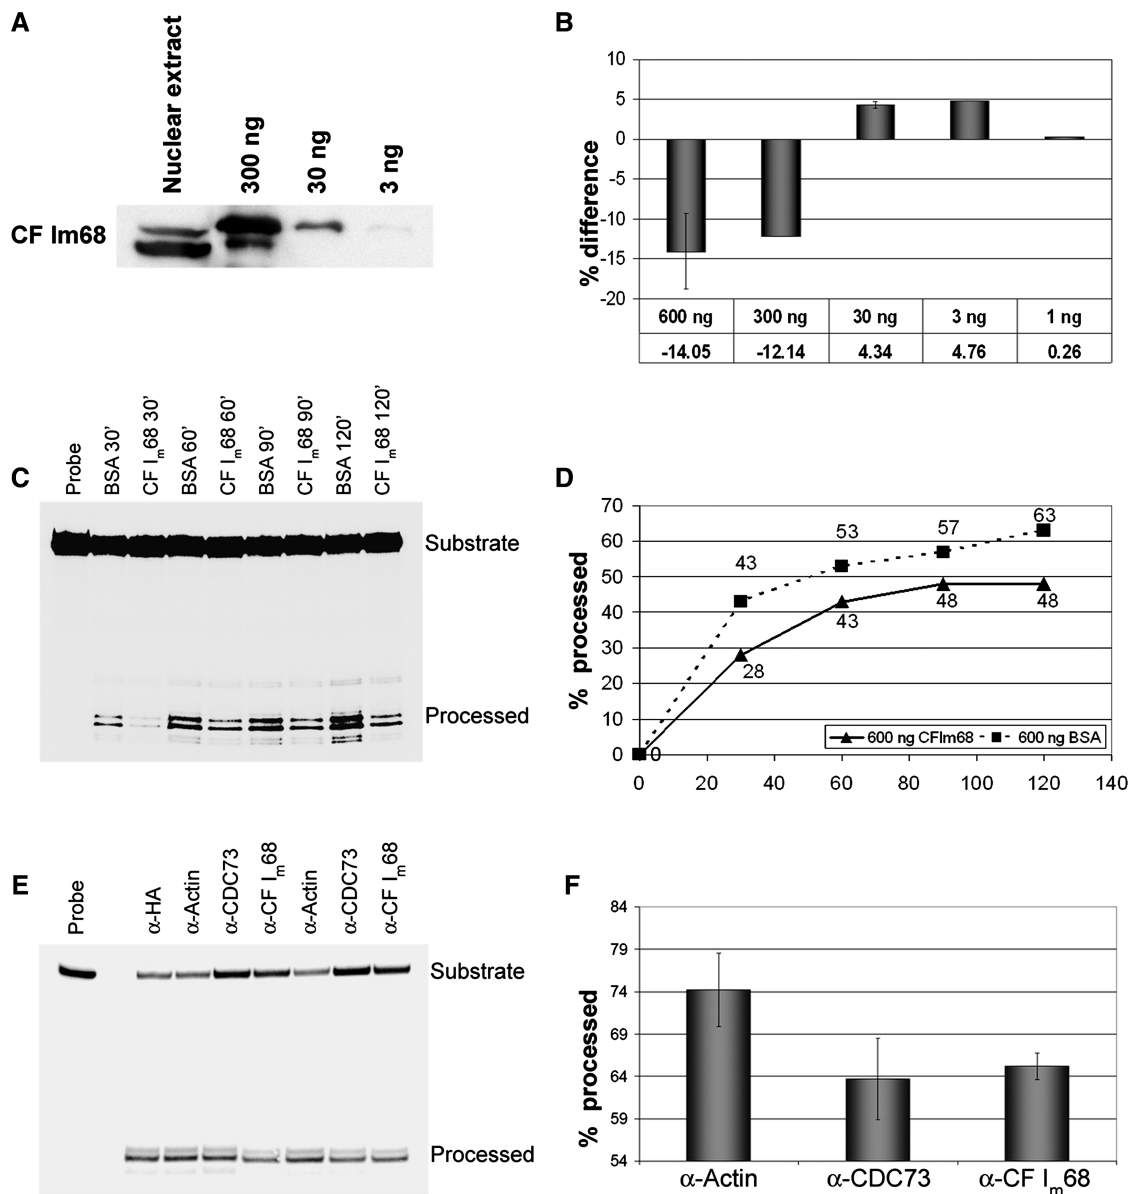 A
Nuclear extract
300 ng
30 ng
3 ng
CF Im68
B
% difference
10
5
0
-5
-10
-15
-20
600 ng 300 ng 30 ng 3 ng 1 ng
-14.05 -12.14 4.34 4.76 0.26
C
Probe
BSA 30'
CF Im68 30'
BSA 60'
CF Im68 60'
BSA 90'
CF Im68 90'
BSA 120'
CF Im68 120'
Substrate
Processed
D
% processed
70
60
50
40
30
20
10
0
43
53
57
63
28
43
48
48
0
600 ng CFIm68
600 ng BSA
0 20 40 60 80 100 120 140
E
Probe
α-HA
α-Actin
α-CDC73
α-CF Im68
α-Actin
α-CDC73
α-CF Im68
Substrate
Processed
F
% processed
84
79
74
69
64
59
54
α-Actin α-CDC73 α-CF Im68